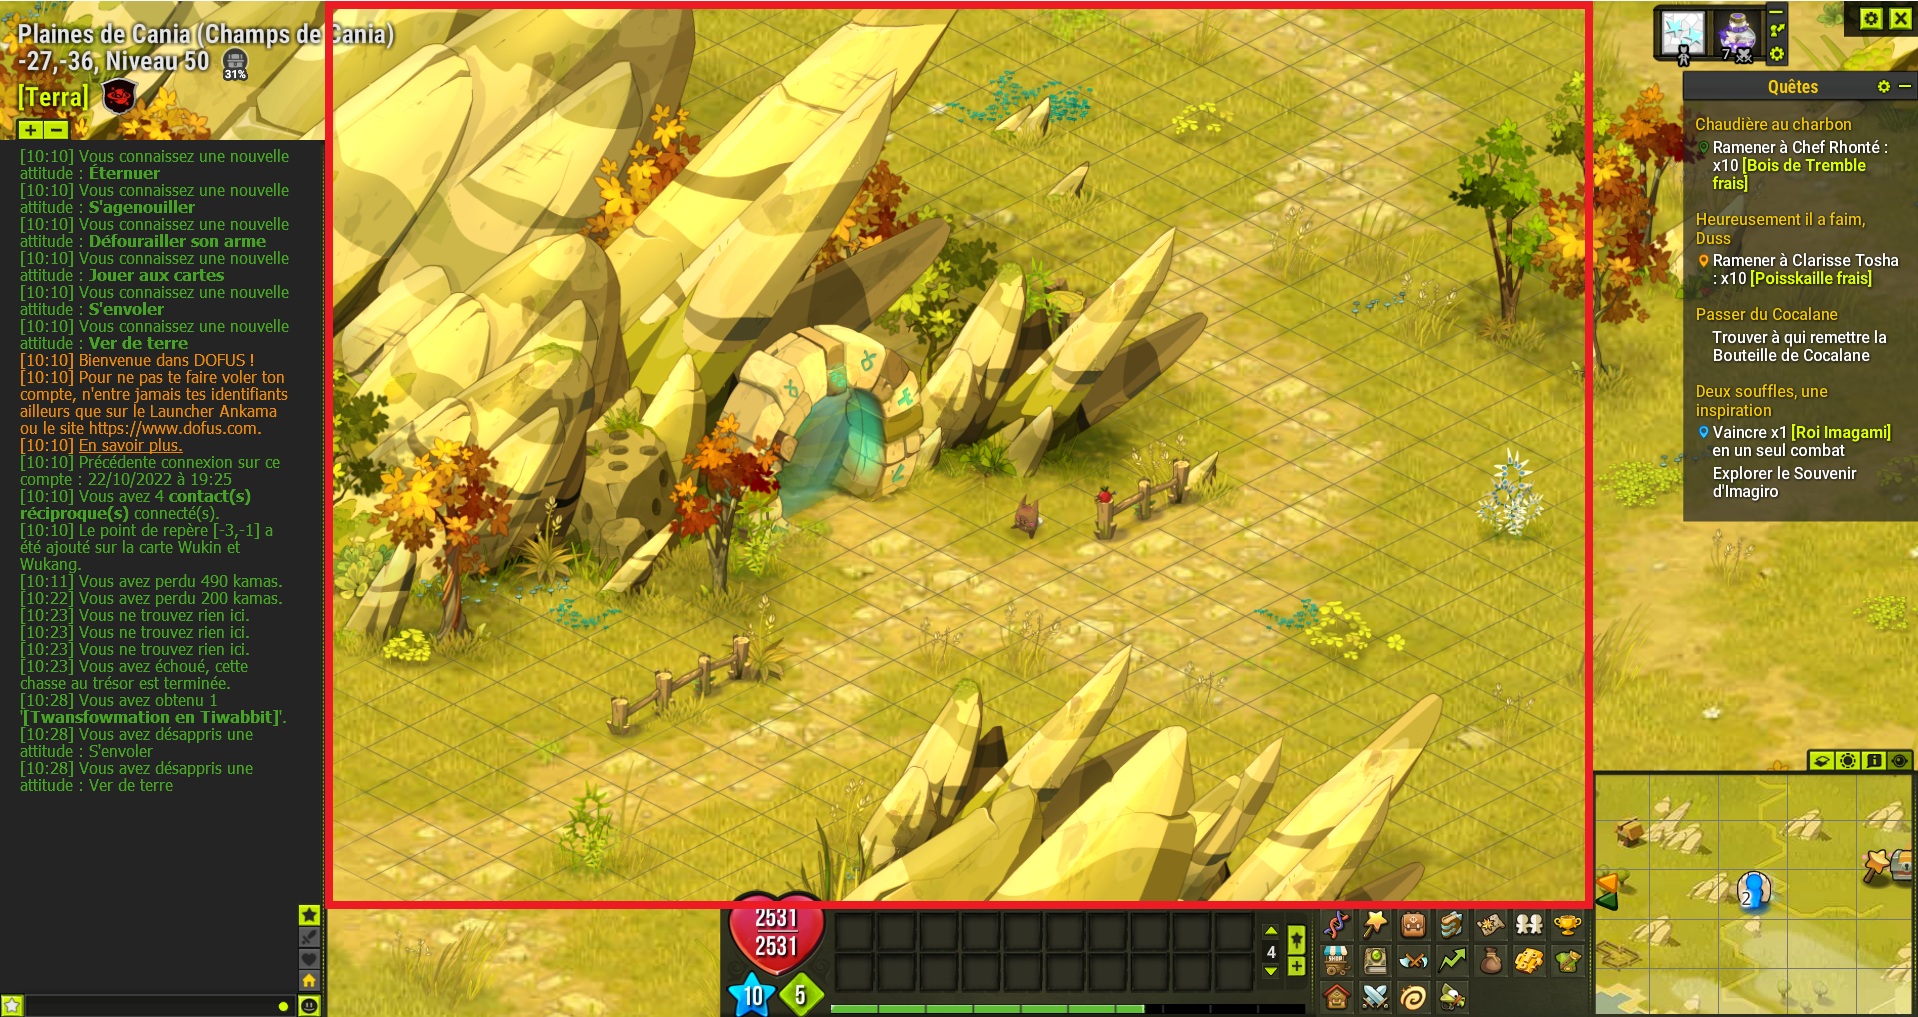 Plaines de Cania (Champs de Cania)
-27,-36, Niveau 50
31%
[Terra]
[10:10] Vous connaissez une nouvelle
attitude : Éternuer
[10:10] Vous connaissez une nouvelle
attitude : S'agenouiller
[10:10] Vous connaissez une nouvelle
attitude : Défourailler son arme
[10:10] Vous connaissez une nouvelle
attitude : Jouer aux cartes
[10:10] Vous connaissez une nouvelle
attitude : S'envoler
[10:10] Vous connaissez une nouvelle
attitude : Ver de terre
[10:10] Bienvenue dans DOFUS !
[10:10] Pour ne pas te faire voler ton
compte, n'entre jamais tes identifiants
ailleurs que sur le Launcher Ankama
ou le site https://www.dofus.com.
[10:10] En savoir plus.
[10:10] Précédente connexion sur ce
compte : 22/10/2022 à 19:25
[10:10] Vous avez 4 contact(s)
réciproque(s) connecté(s).
[10:10] Le point de repère [-3,-1] a
été ajouté sur la carte Wukin et
Wukang.
[10:11] Vous avez perdu 490 kamas.
[10:22] Vous avez perdu 200 kamas.
[10:23] Vous ne trouvez rien ici.
[10:23] Vous ne trouvez rien ici.
[10:23] Vous ne trouvez rien ici.
[10:23] Vous avez échoué, cette
chasse au trésor est terminée.
[10:28] Vous avez obtenu 1
'[Twansfowmation en Tiwabbit]'.
[10:28] Vous avez désappris une
attitude : S'envoler
[10:28] Vous avez désappris une
attitude : Ver de terre
7
Quêtes
Chaudière au charbon
Ramener à Chef Rhonté :
x10 [Bois de Tremble
frais]
Heureusement il a faim,
Duss
Ramener à Clarisse Tosha
: x10 [Poisskaille frais]
Passer du Cocalane
Trouver à qui remettre la
Bouteille de Cocalane
Deux souffles, une
inspiration
Vaincre x1 [Roi Imagami]
en un seul combat
Explorer le Souvenir
d'Imagiro
2531
2531
10
5
4
SHOP
2